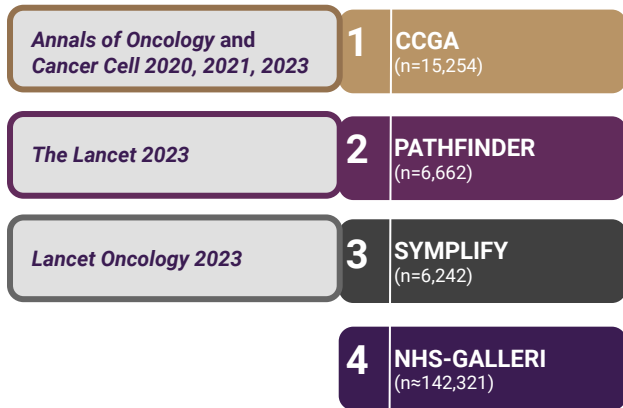 Annals of Oncology and
Cancer Cell 2020, 2021, 2023
1
CCGA
(n=15,254)
The Lancet 2023
2
PATHFINDER
(n=6,662)
Lancet Oncology 2023
3
SYMPLIFY
(n=6,242)
4
NHS-GALLERI
(n≈142,321)